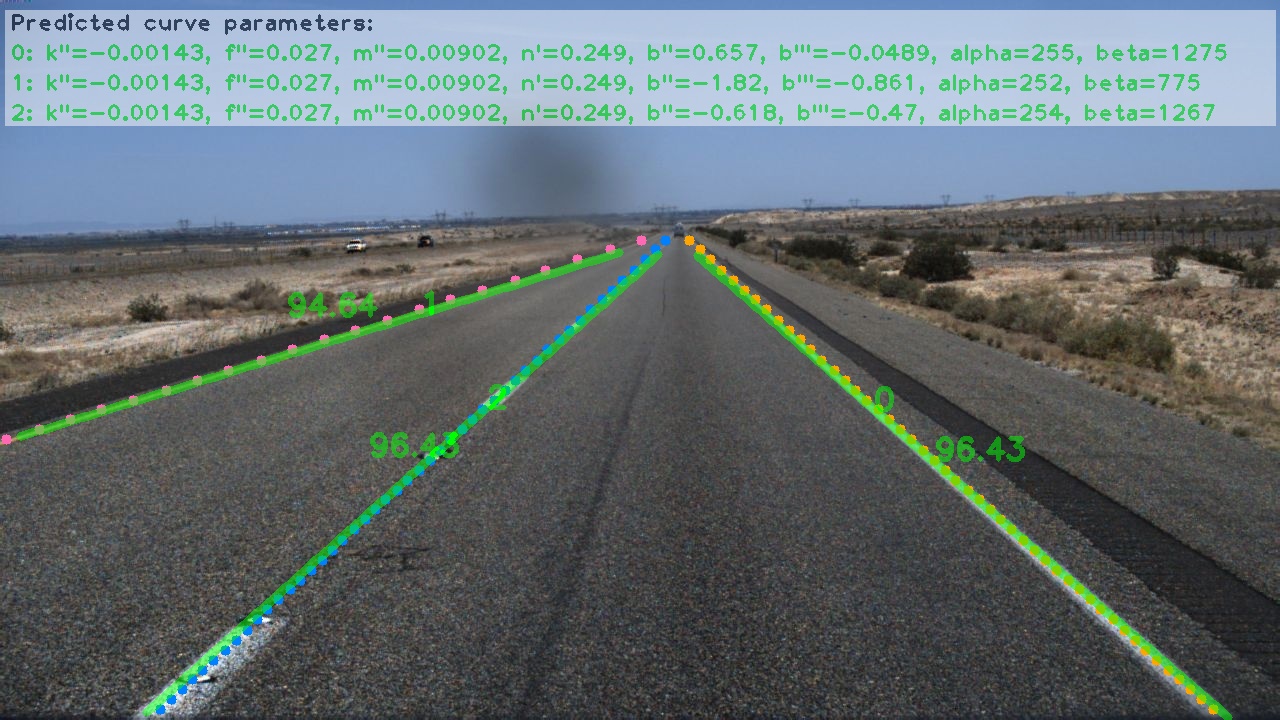 Predicted curve parameters:
0: k''=-0.00143, f''=0.027, m''=0.00902, n'=0.249, b''=0.657, b'''=-0.0489, alpha=255, beta=1275
1: k''=-0.00143, f''=0.027, m''=0.00902, n'=0.249, b''=-1.82, b'''=-0.861, alpha=252, beta=775
2: k''=-0.00143, f''=0.027, m''=0.00902, n'=0.249, b''=-0.618, b'''=-0.47, alpha=254, beta=1267
94.64 1
2 0
96.43 96.43